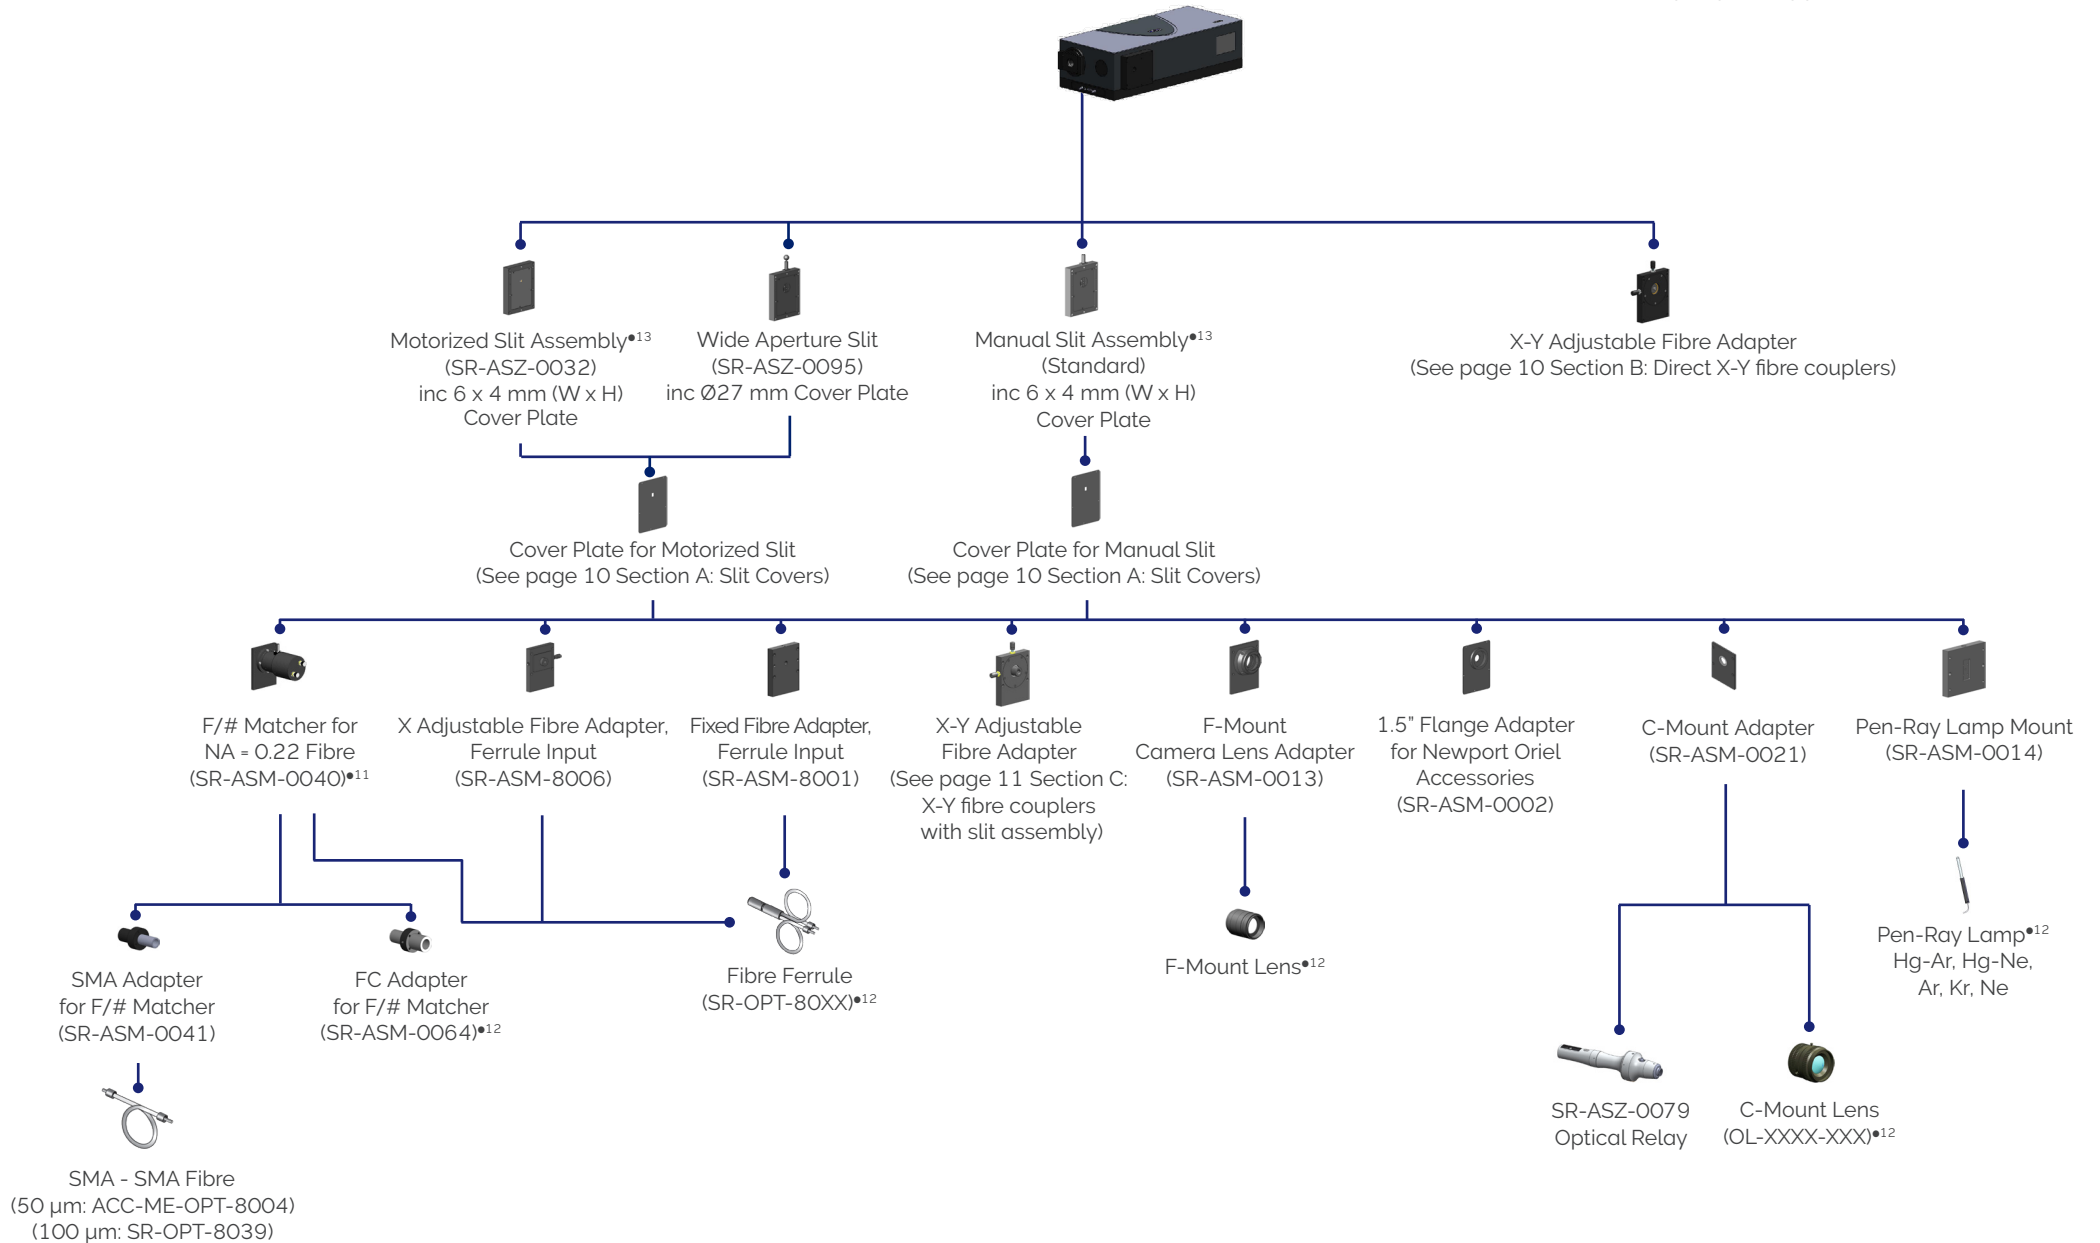 Motorized Slit Assembly●13
(SR-ASZ-0032)
inc 6 x 4 mm (W x H)
Cover Plate
Wide Aperture Slit
(SR-ASZ-0095)
inc Ø27 mm Cover Plate
Manual Slit Assembly●13
(Standard)
inc 6 x 4 mm (W x H)
Cover Plate
X-Y Adjustable Fibre Adapter
(See page 10 Section B: Direct X-Y fibre couplers)
Cover Plate for Motorized Slit
(See page 10 Section A: Slit Covers)
Cover Plate for Manual Slit
(See page 10 Section A: Slit Covers)
F/# Matcher for
NA = 0.22 Fibre
(SR-ASM-0040)●11
X Adjustable Fibre Adapter,
Ferrule Input
(SR-ASM-8006)
Fixed Fibre Adapter,
Ferrule Input
(SR-ASM-8001)
X-Y Adjustable
Fibre Adapter
(See page 11 Section C:
X-Y fibre couplers
with slit assembly)
F-Mount
Camera Lens Adapter
(SR-ASM-0013)
1.5" Flange Adapter
for Newport Oriel
Accessories
(SR-ASM-0002)
C-Mount Adapter
(SR-ASM-0021)
Pen-Ray Lamp Mount
(SR-ASM-0014)
SMA Adapter
for F/# Matcher
(SR-ASM-0041)
FC Adapter
for F/# Matcher
(SR-ASM-0064)●12
Fibre Ferrule
(SR-OPT-80XX)●12
F-Mount Lens●12
Pen-Ray Lamp●12
Hg-Ar, Hg-Ne,
Ar, Kr, Ne
SR-ASZ-0079
Optical Relay
C-Mount Lens
(OL-XXXX-XXX)●12
SMA - SMA Fibre
(50 µm: ACC-ME-OPT-8004)
(100 µm: SR-OPT-8039)